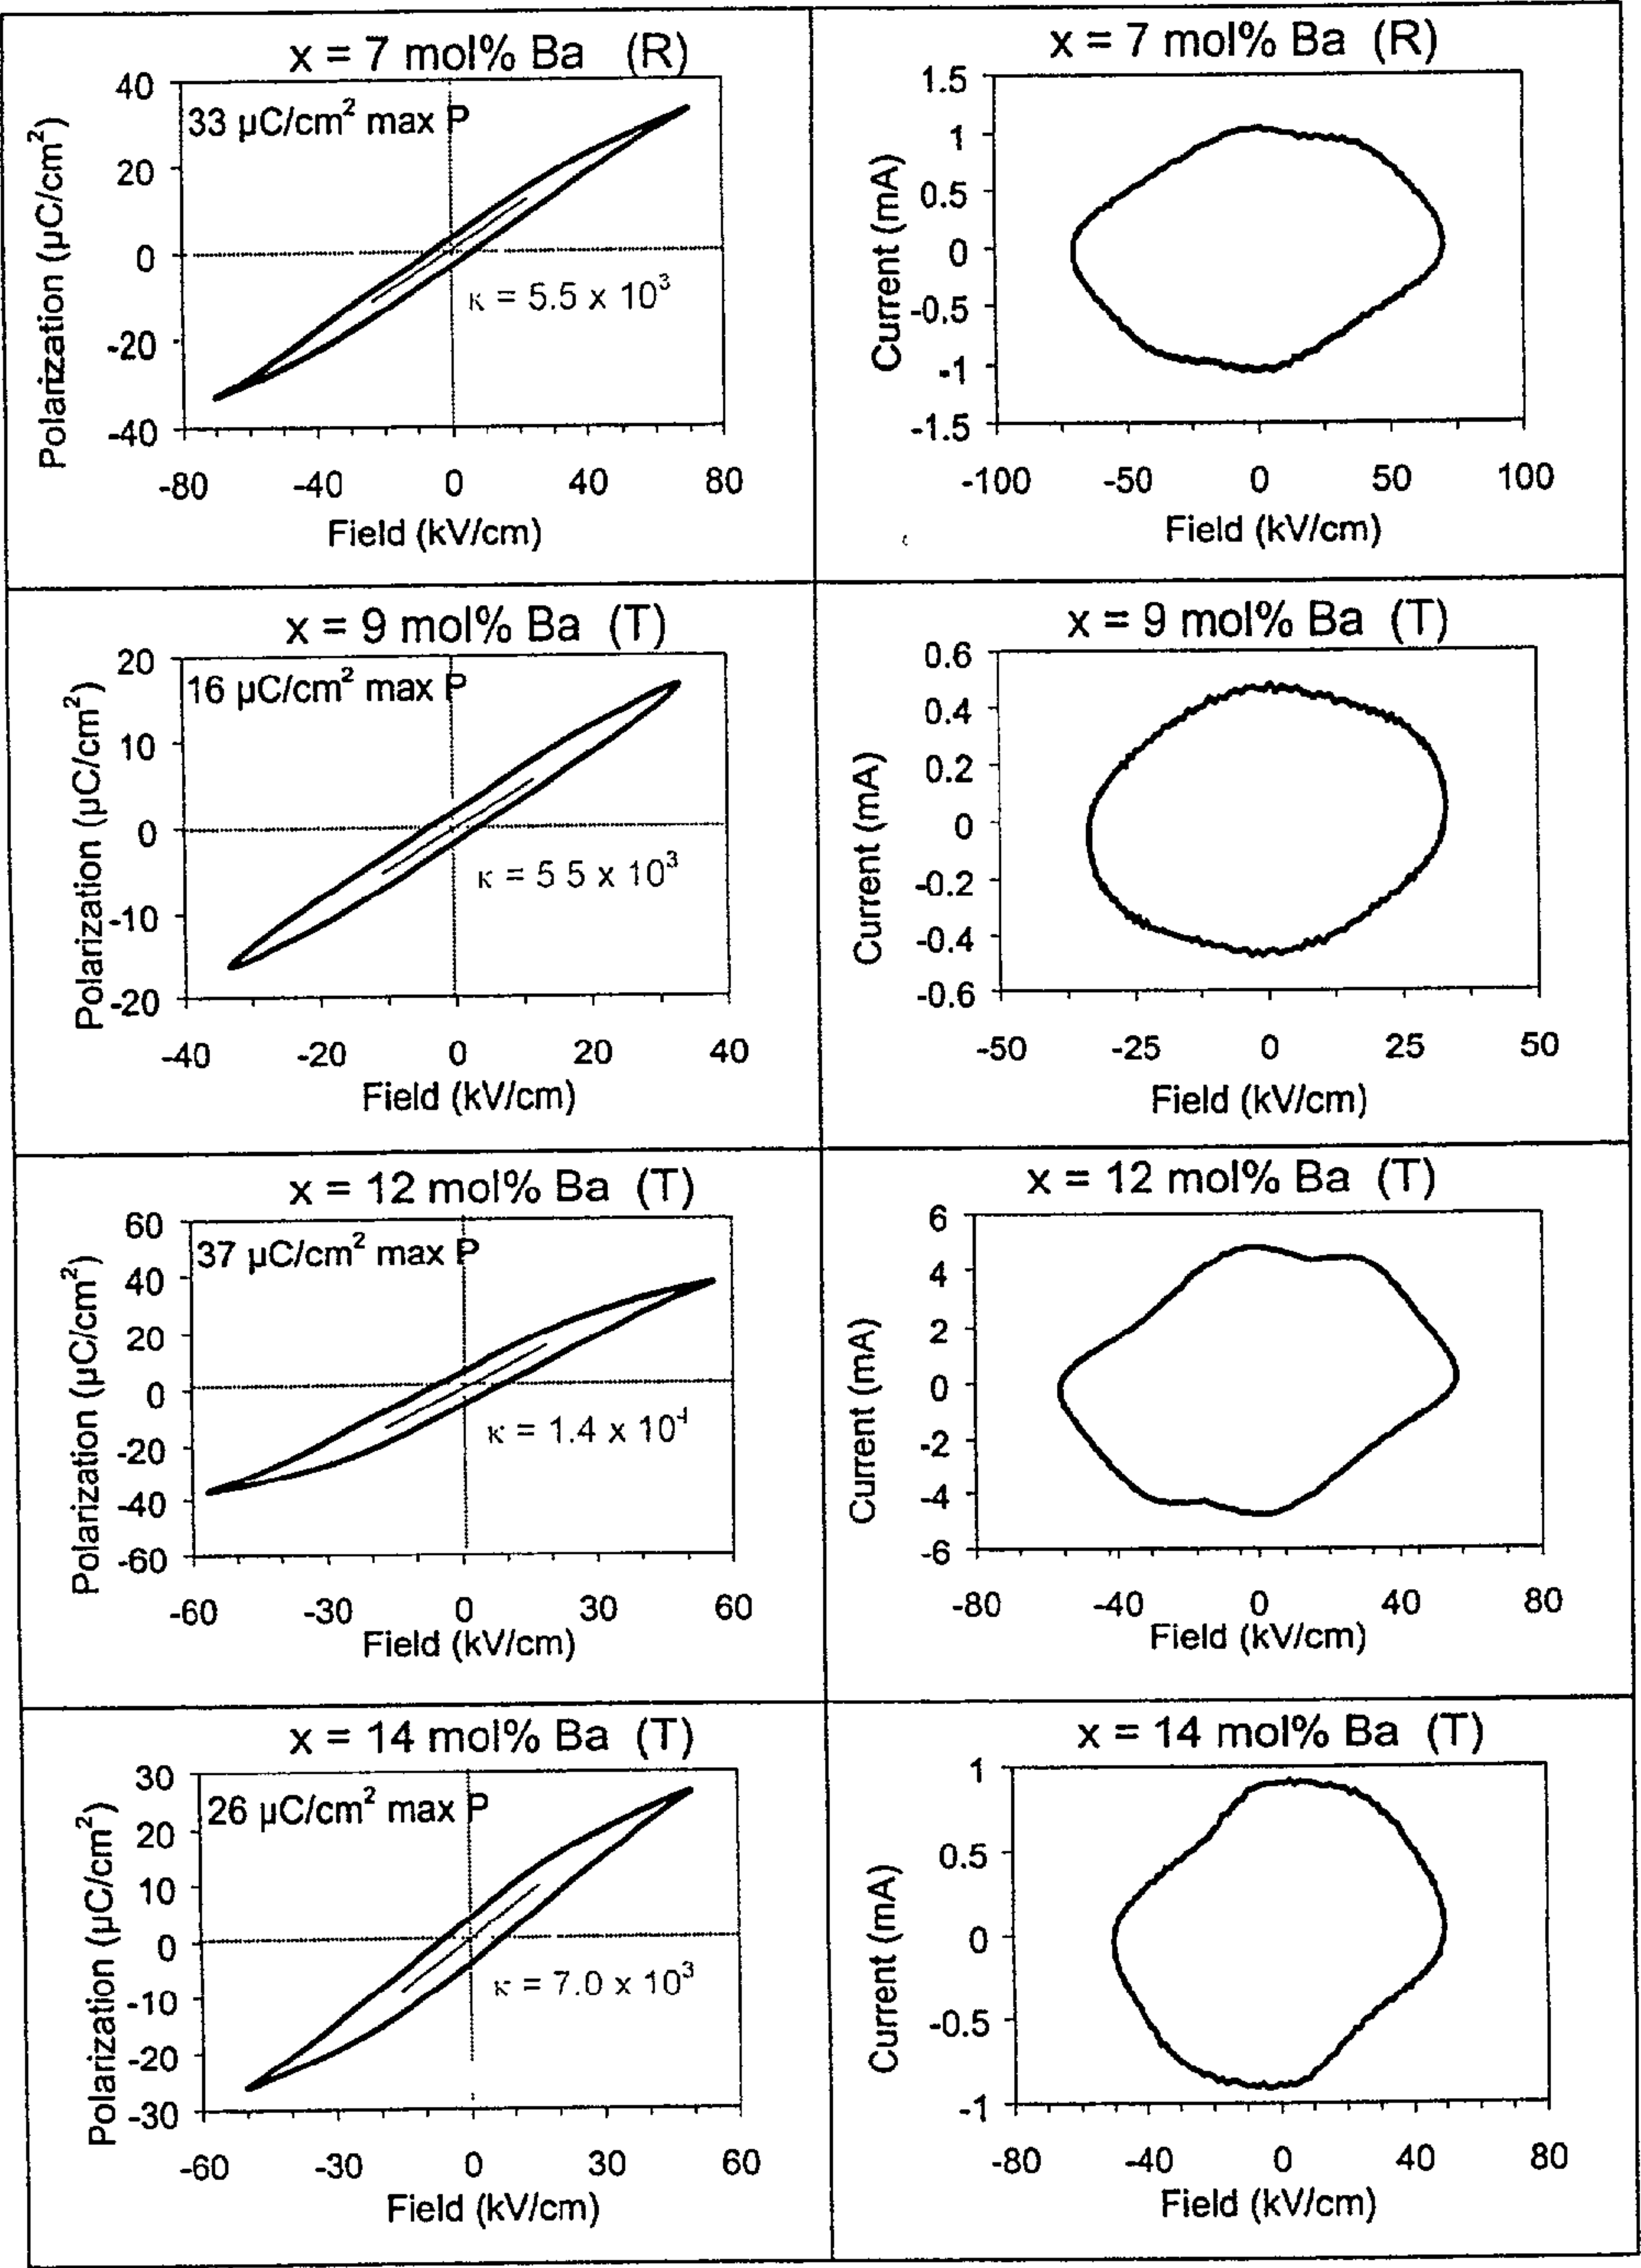 x = 7 mol% Ba (R)
33 µC/cm² max P
Polarization (µC/cm²)
40
20
0
-20
-40
κ = 5.5 x 10³
-80 -40 0 40 80
Field (kV/cm)
x = 7 mol% Ba (R)
Current (mA)
1.5
1
0.5
0
-0.5
-1
-1.5
-100 -50 0 50 100
Field (kV/cm)
x = 9 mol% Ba (T)
16 µC/cm² max P
Polarization (µC/cm²)
20
10
0
-10
-20
κ = 5 5 x 10³
-40 -20 0 20 40
Field (kV/cm)
x = 9 mol% Ba (T)
Current (mA)
0.6
0.4
0.2
0
-0.2
-0.4
-0.6
-50 -25 0 25 50
Field (kV/cm)
x = 12 mol% Ba (T)
37 µC/cm² max P
Polarization (µC/cm²)
60
40
20
0
-20
-40
-60
κ = 1.4 x 10⁴
-60 -30 0 30 60
Field (kV/cm)
x = 12 mol% Ba (T)
Current (mA)
6
4
2
0
-2
-4
-6
-80 -40 0 40 80
Field (kV/cm)
x = 14 mol% Ba (T)
26 µC/cm² max P
Polarization (µC/cm²)
30
20
10
0
-10
-20
-30
κ = 7.0 x 10³
-60 -30 0 30 60
Field (kV/cm)
x = 14 mol% Ba (T)
Current (mA)
1
0.5
0
-0.5
-1
-80 -40 0 40 80
Field (kV/cm)